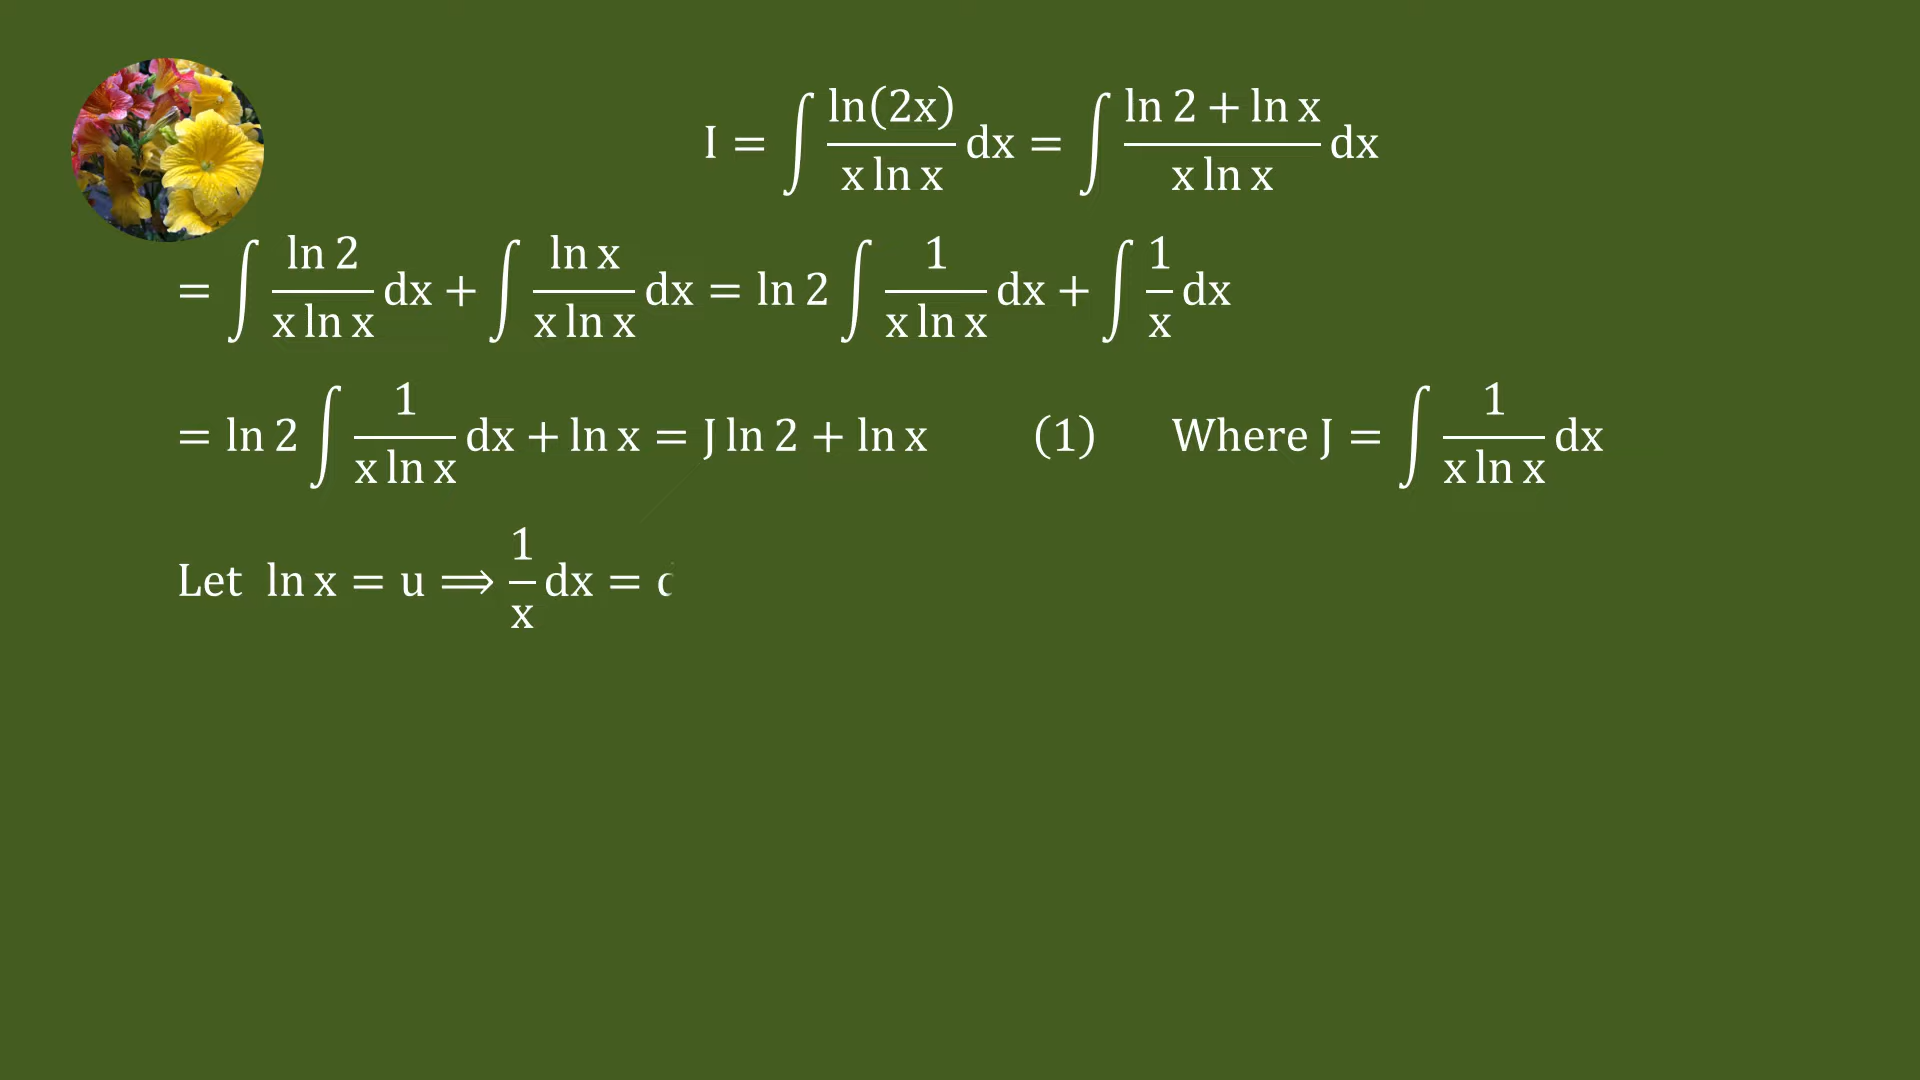 I = ∫ ln(2x)/(x ln x) dx = ∫ (ln 2 + ln x)/(x ln x) dx
= ∫ ln 2/(x ln x) dx + ∫ ln x/(x ln x) dx = ln 2 ∫ 1/(x ln x) dx + ∫ 1/x dx
= ln 2 ∫ 1/(x ln x) dx + ln x = J ln 2 + ln x (1) Where J = ∫ 1/(x ln x) dx
Let ln x = u ⟹ 1/x dx =